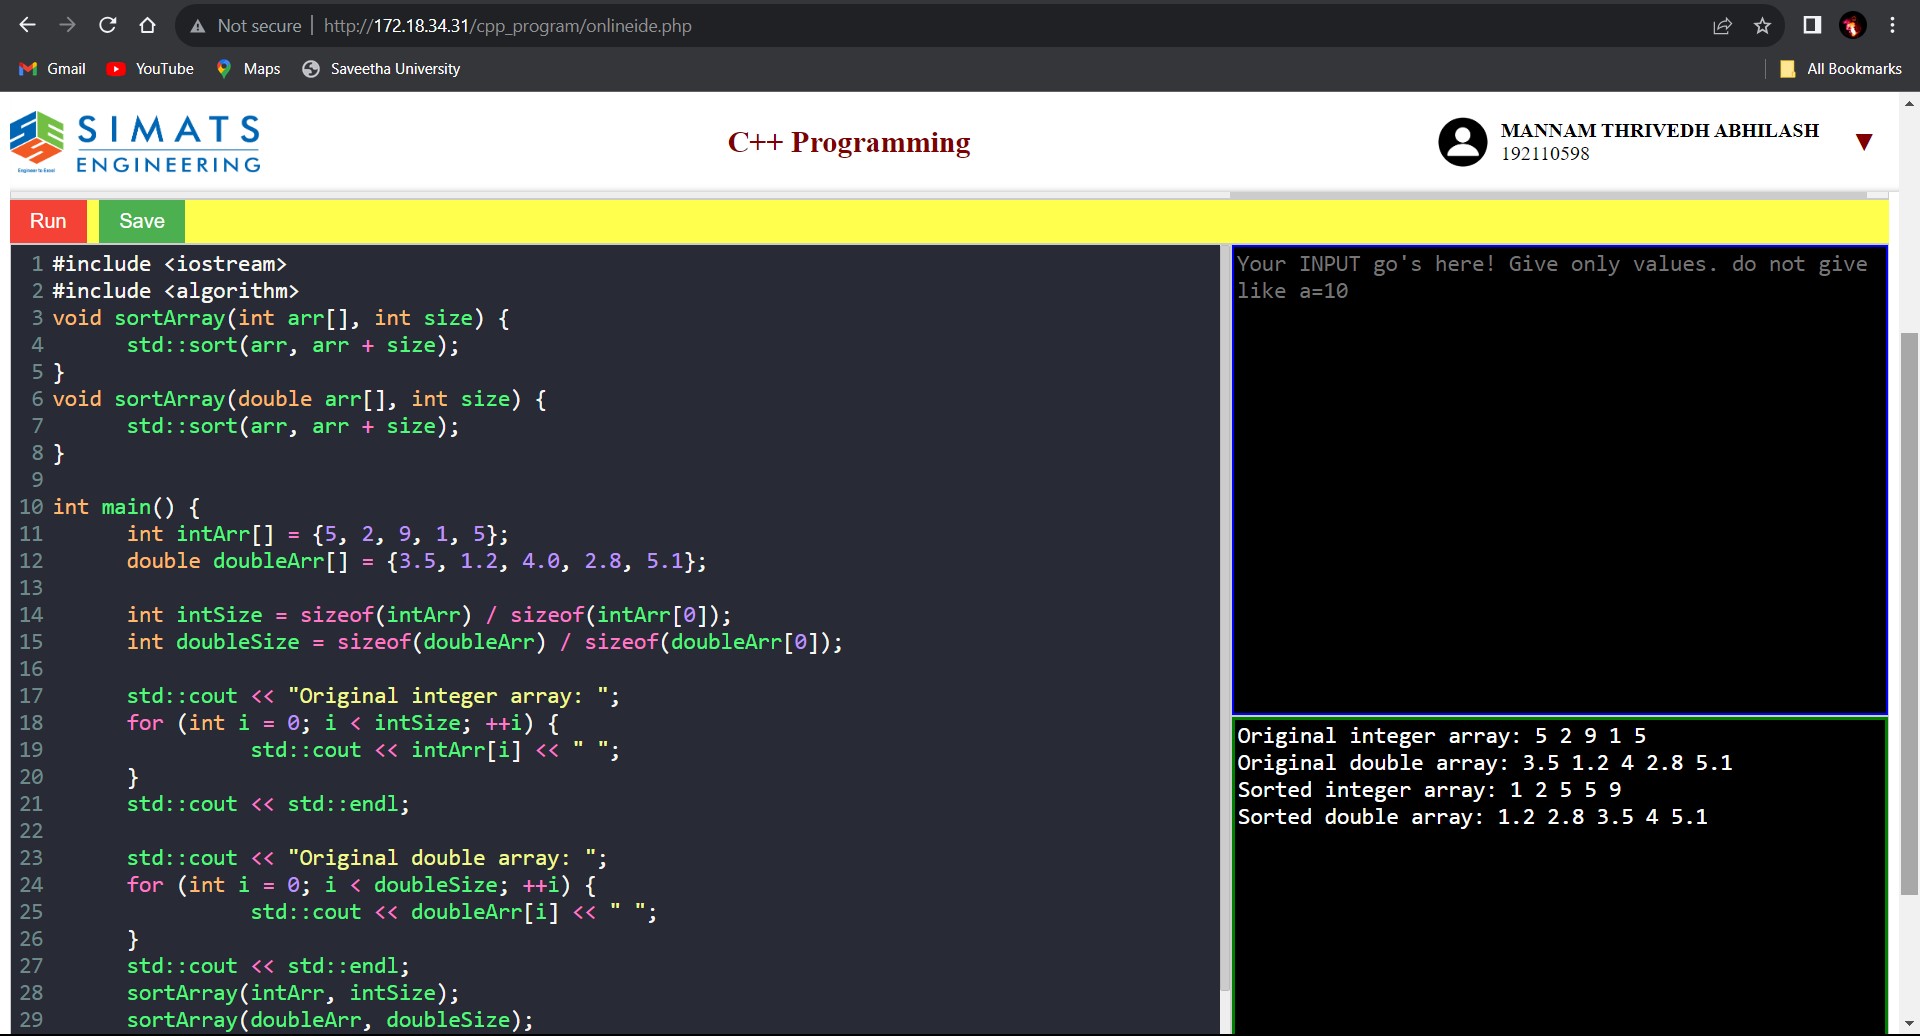 Not secure | http://172.18.34.31/cpp_program/onlineide.php
Gmail YouTube Maps Saveetha University All Bookmarks
SIMATS
ENGINEERING
Engineer to Excel
C++ Programming
MANNAM THRIVEDH ABHILASH
192110598
Run Save
1 #include <iostream>
2 #include <algorithm>
3 void sortArray(int arr[], int size) {
4 std::sort(arr, arr + size);
5 }
6 void sortArray(double arr[], int size) {
7 std::sort(arr, arr + size);
8 }
9
10 int main() {
11 int intArr[] = {5, 2, 9, 1, 5};
12 double doubleArr[] = {3.5, 1.2, 4.0, 2.8, 5.1};
13
14 int intSize = sizeof(intArr) / sizeof(intArr[0]);
15 int doubleSize = sizeof(doubleArr) / sizeof(doubleArr[0]);
16
17 std::cout << "Original integer array: ";
18 for (int i = 0; i < intSize; ++i) {
19 std::cout << intArr[i] << " ";
20 }
21 std::cout << std::endl;
22
23 std::cout << "Original double array: ";
24 for (int i = 0; i < doubleSize; ++i) {
25 std::cout << doubleArr[i] << " ";
26 }
27 std::cout << std::endl;
28 sortArray(intArr, intSize);
29 sortArray(doubleArr, doubleSize);
Your INPUT go's here! Give only values. do not give
like a=10
Original integer array: 5 2 9 1 5
Original double array: 3.5 1.2 4 2.8 5.1
Sorted integer array: 1 2 5 5 9
Sorted double array: 1.2 2.8 3.5 4 5.1